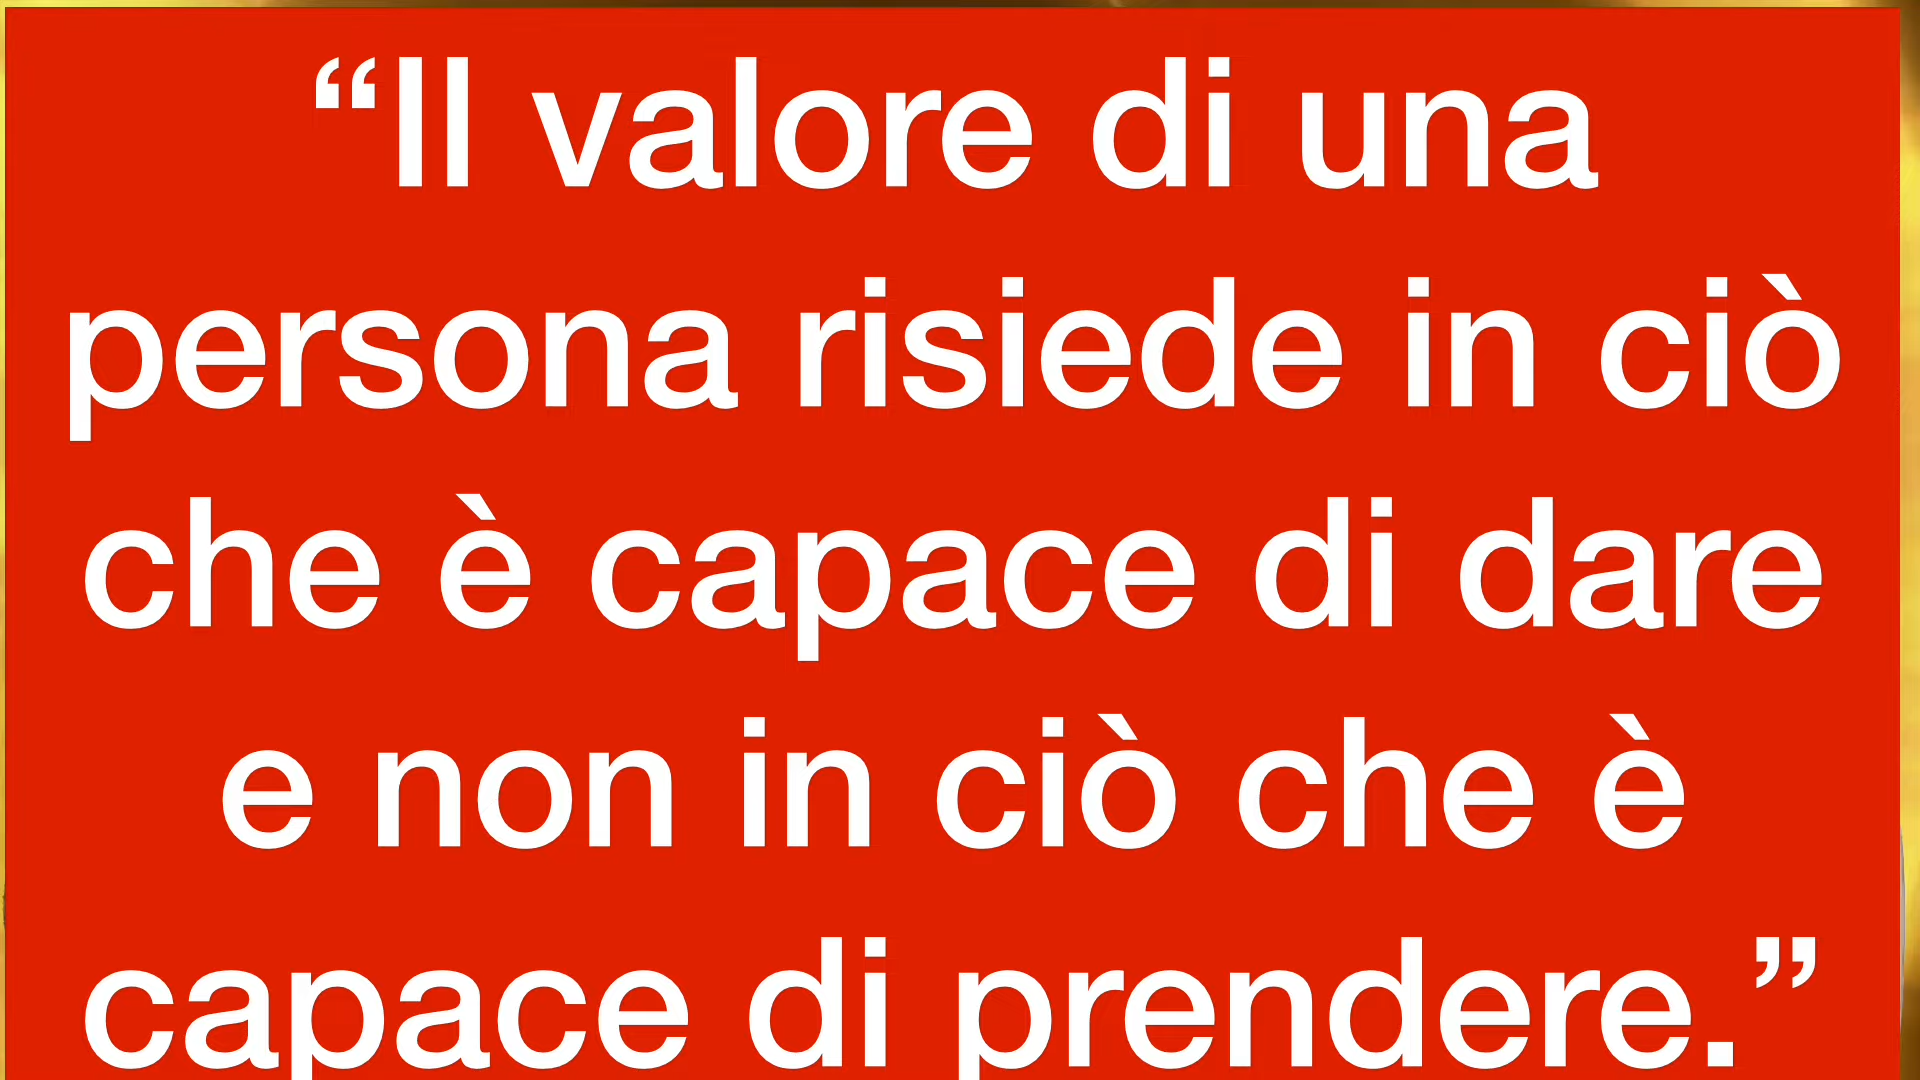 “Il valore di una
persona risiede in ciò
che è capace di dare
e non in ciò che è
capace di prendere.”